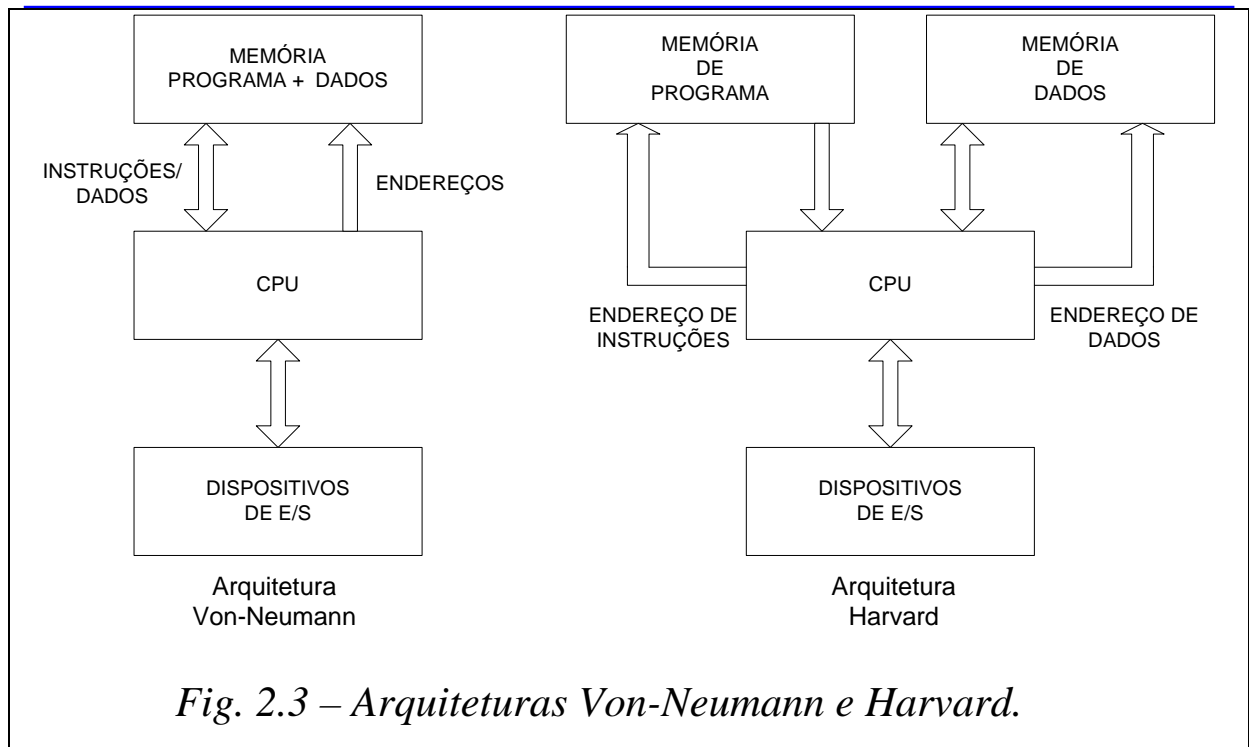 MEMÓRIA
PROGRAMA + DADOS
INSTRUÇÕES/
DADOS
ENDEREÇOS
CPU
DISPOSITIVOS
DE E/S
Arquitetura
Von-Neumann
MEMÓRIA
DE
PROGRAMA
MEMÓRIA
DE
DADOS
CPU
ENDEREÇO DE
INSTRUÇÕES
ENDEREÇO DE
DADOS
DISPOSITIVOS
DE E/S
Arquitetura
Harvard
Fig. 2.3 – Arquiteturas Von-Neumann e Harvard.